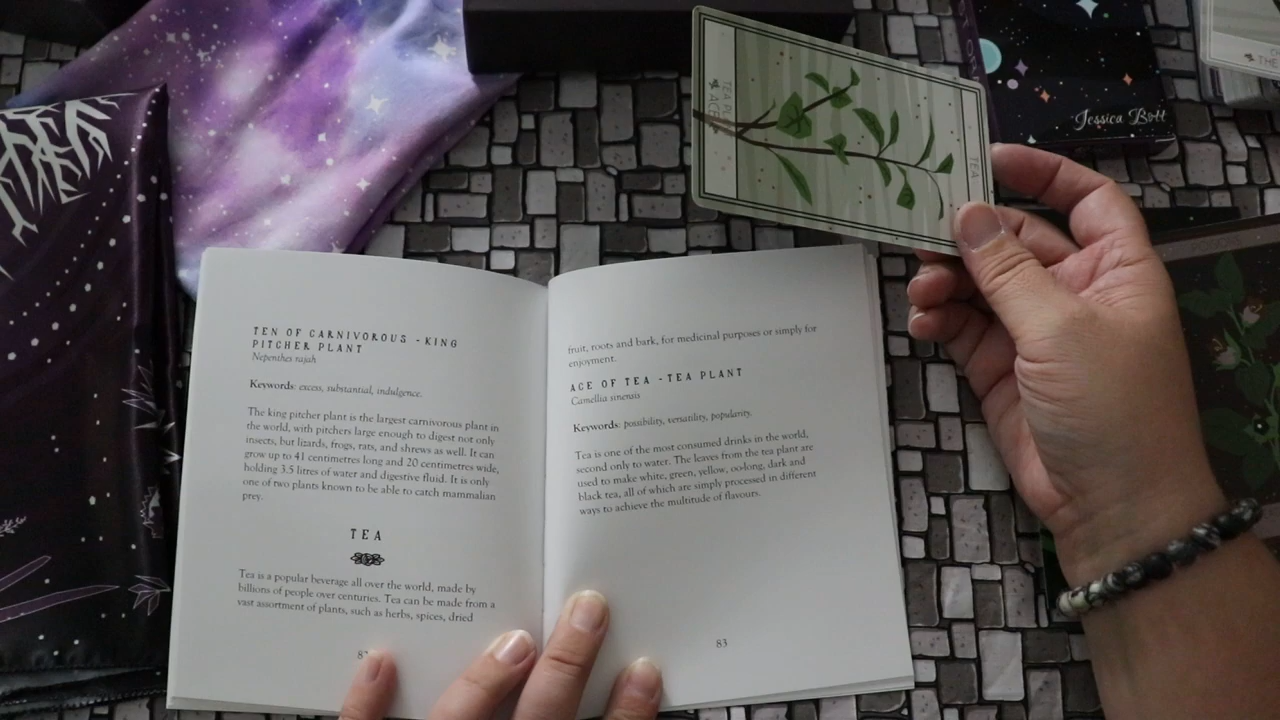 TEA
Jessica Bott
TEN OF CARNIVOROUS - KING
PITCHER PLANT
Nepenthes rajah
Keywords: excess, substantial, indulgence.
The king pitcher plant is the largest carnivorous plant in
the world, with pitchers large enough to digest not only
insects, but lizards, frogs, rats, and shrews as well. It can
grow up to 41 centimetres long and 20 centimetres wide,
holding 3.5 litres of water and digestive fluid. It is only
one of two plants known to be able to catch mammalian
prey.
TEA
Tea is a popular beverage all over the world, made by
billions of people over centuries. Tea can be made from a
vast assortment of plants, such as herbs, spices, dried
fruit, roots and bark, for medicinal purposes or simply for
enjoyment.
ACE OF TEA - TEA PLANT
Camellia sinensis
Keywords: possibility, versatility, popularity.
Tea is one of the most consumed drinks in the world,
second only to water. The leaves from the tea plant are
used to make white, green, yellow, oo-long, dark and
black tea, all of which are simply processed in different
ways to achieve the multitude of flavours.
83